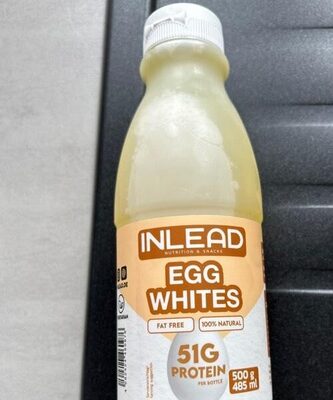 INLEAD
NUTRITION & SNACKS
EGG
WHITES
FAT FREE 100% NATURAL
51G
PROTEIN
PER BOTTLE
500 g
485 ml